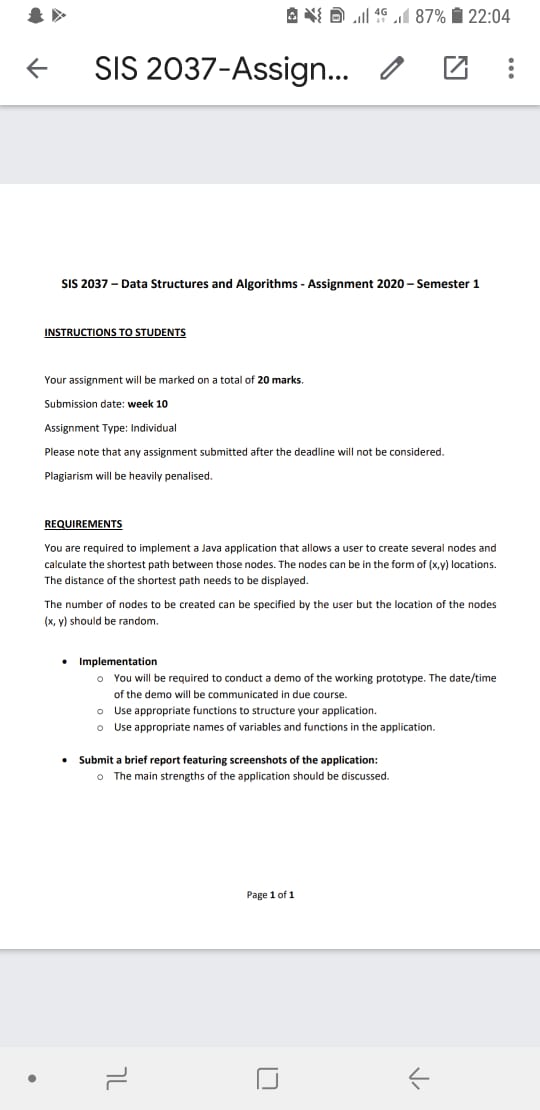 4G 87% 22:04
SIS 2037-Assign...
SIS 2037 – Data Structures and Algorithms - Assignment 2020 – Semester 1
INSTRUCTIONS TO STUDENTS
Your assignment will be marked on a total of 20 marks.
Submission date: week 10
Assignment Type: Individual
Please note that any assignment submitted after the deadline will not be considered.
Plagiarism will be heavily penalised.
REQUIREMENTS
You are required to implement a Java application that allows a user to create several nodes and
calculate the shortest path between those nodes. The nodes can be in the form of (x,y) locations.
The distance of the shortest path needs to be displayed.
The number of nodes to be created can be specified by the user but the location of the nodes
(x, y) should be random.
• Implementation
o You will be required to conduct a demo of the working prototype. The date/time
of the demo will be communicated in due course.
o Use appropriate functions to structure your application.
o Use appropriate names of variables and functions in the application.
• Submit a brief report featuring screenshots of the application:
o The main strengths of the application should be discussed.
Page 1 of 1